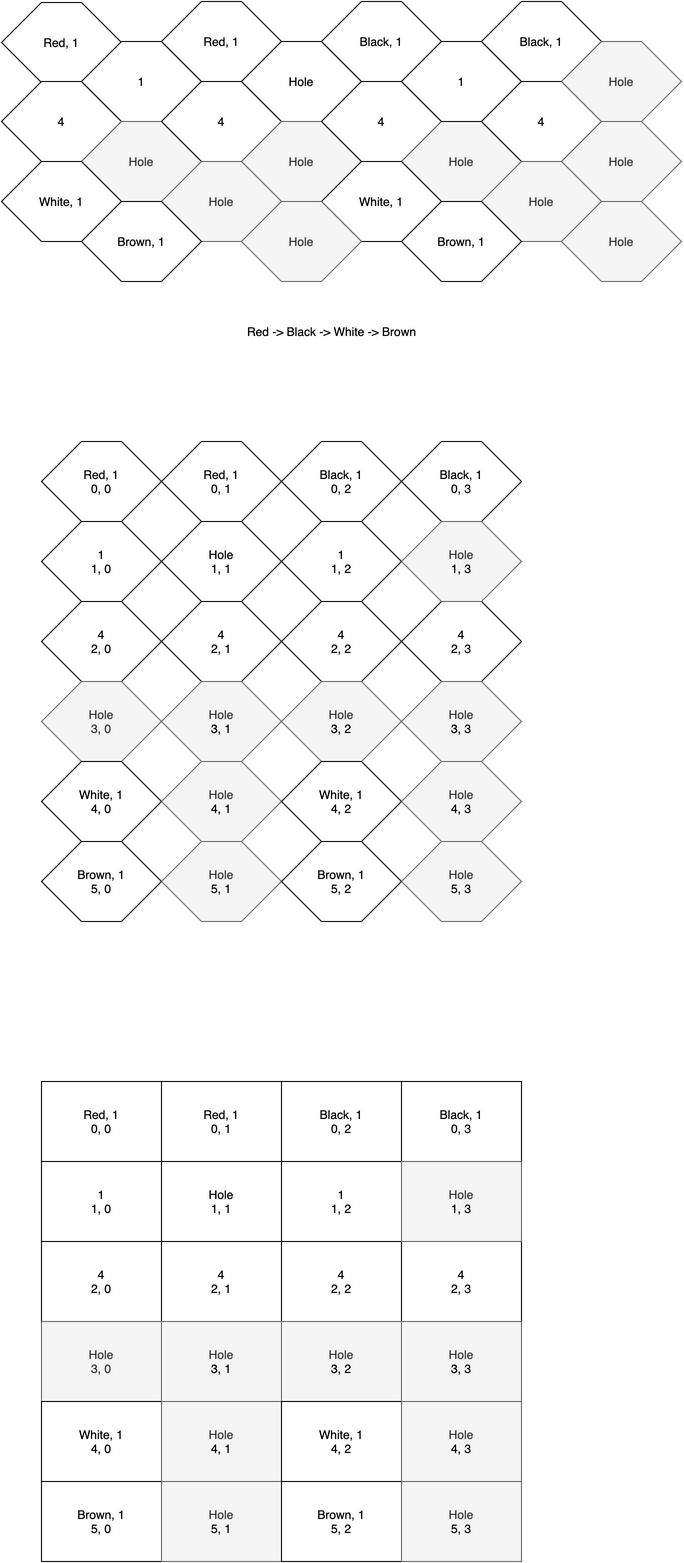 Red, 1
Red, 1
Black, 1
Black, 1
1
Hole
1
Hole
4
4
4
4
Hole
Hole
Hole
Hole
White, 1
Hole
White, 1
Hole
Brown, 1
Hole
Brown, 1
Hole
Red -> Black -> White -> Brown
Red, 1
0, 0
Red, 1
0, 1
Black, 1
0, 2
Black, 1
0, 3
1
1, 0
Hole
1, 1
1
1, 2
Hole
1, 3
4
2, 0
4
2, 1
4
2, 2
4
2, 3
Hole
3, 0
Hole
3, 1
Hole
3, 2
Hole
3, 3
White, 1
4, 0
Hole
4, 1
White, 1
4, 2
Hole
4, 3
Brown, 1
5, 0
Hole
5, 1
Brown, 1
5, 2
Hole
5, 3
Red, 1
0, 0
Red, 1
0, 1
Black, 1
0, 2
Black, 1
0, 3
1
1, 0
Hole
1, 1
1
1, 2
Hole
1, 3
4
2, 0
4
2, 1
4
2, 2
4
2, 3
Hole
3, 0
Hole
3, 1
Hole
3, 2
Hole
3, 3
White, 1
4, 0
Hole
4, 1
White, 1
4, 2
Hole
4, 3
Brown, 1
5, 0
Hole
5, 1
Brown, 1
5, 2
Hole
5, 3